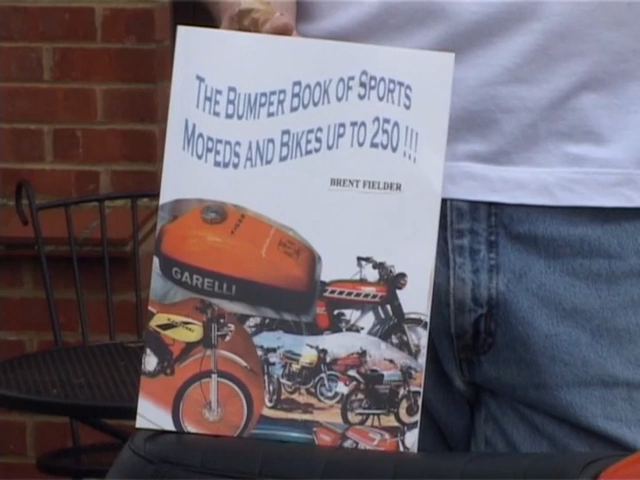 THE BUMPER BOOK OF SPORTS
MOPEDS AND BIKES UP TO 250 !!!
BRENT FIELDER
GARELLI